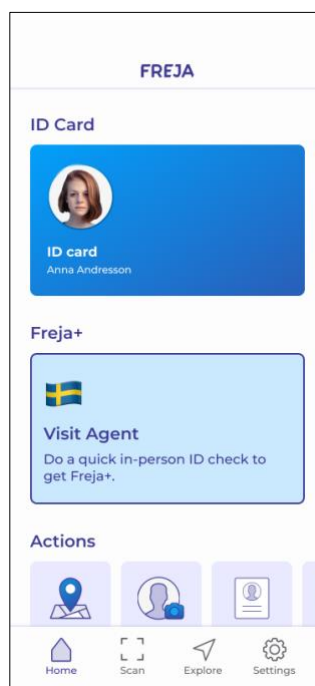 FREJA
ID Card
ID card
Anna Andresson
Freja+
Visit Agent
Do a quick in-person ID check to
get Freja+.
Actions
Home
Scan
Explore
Settings